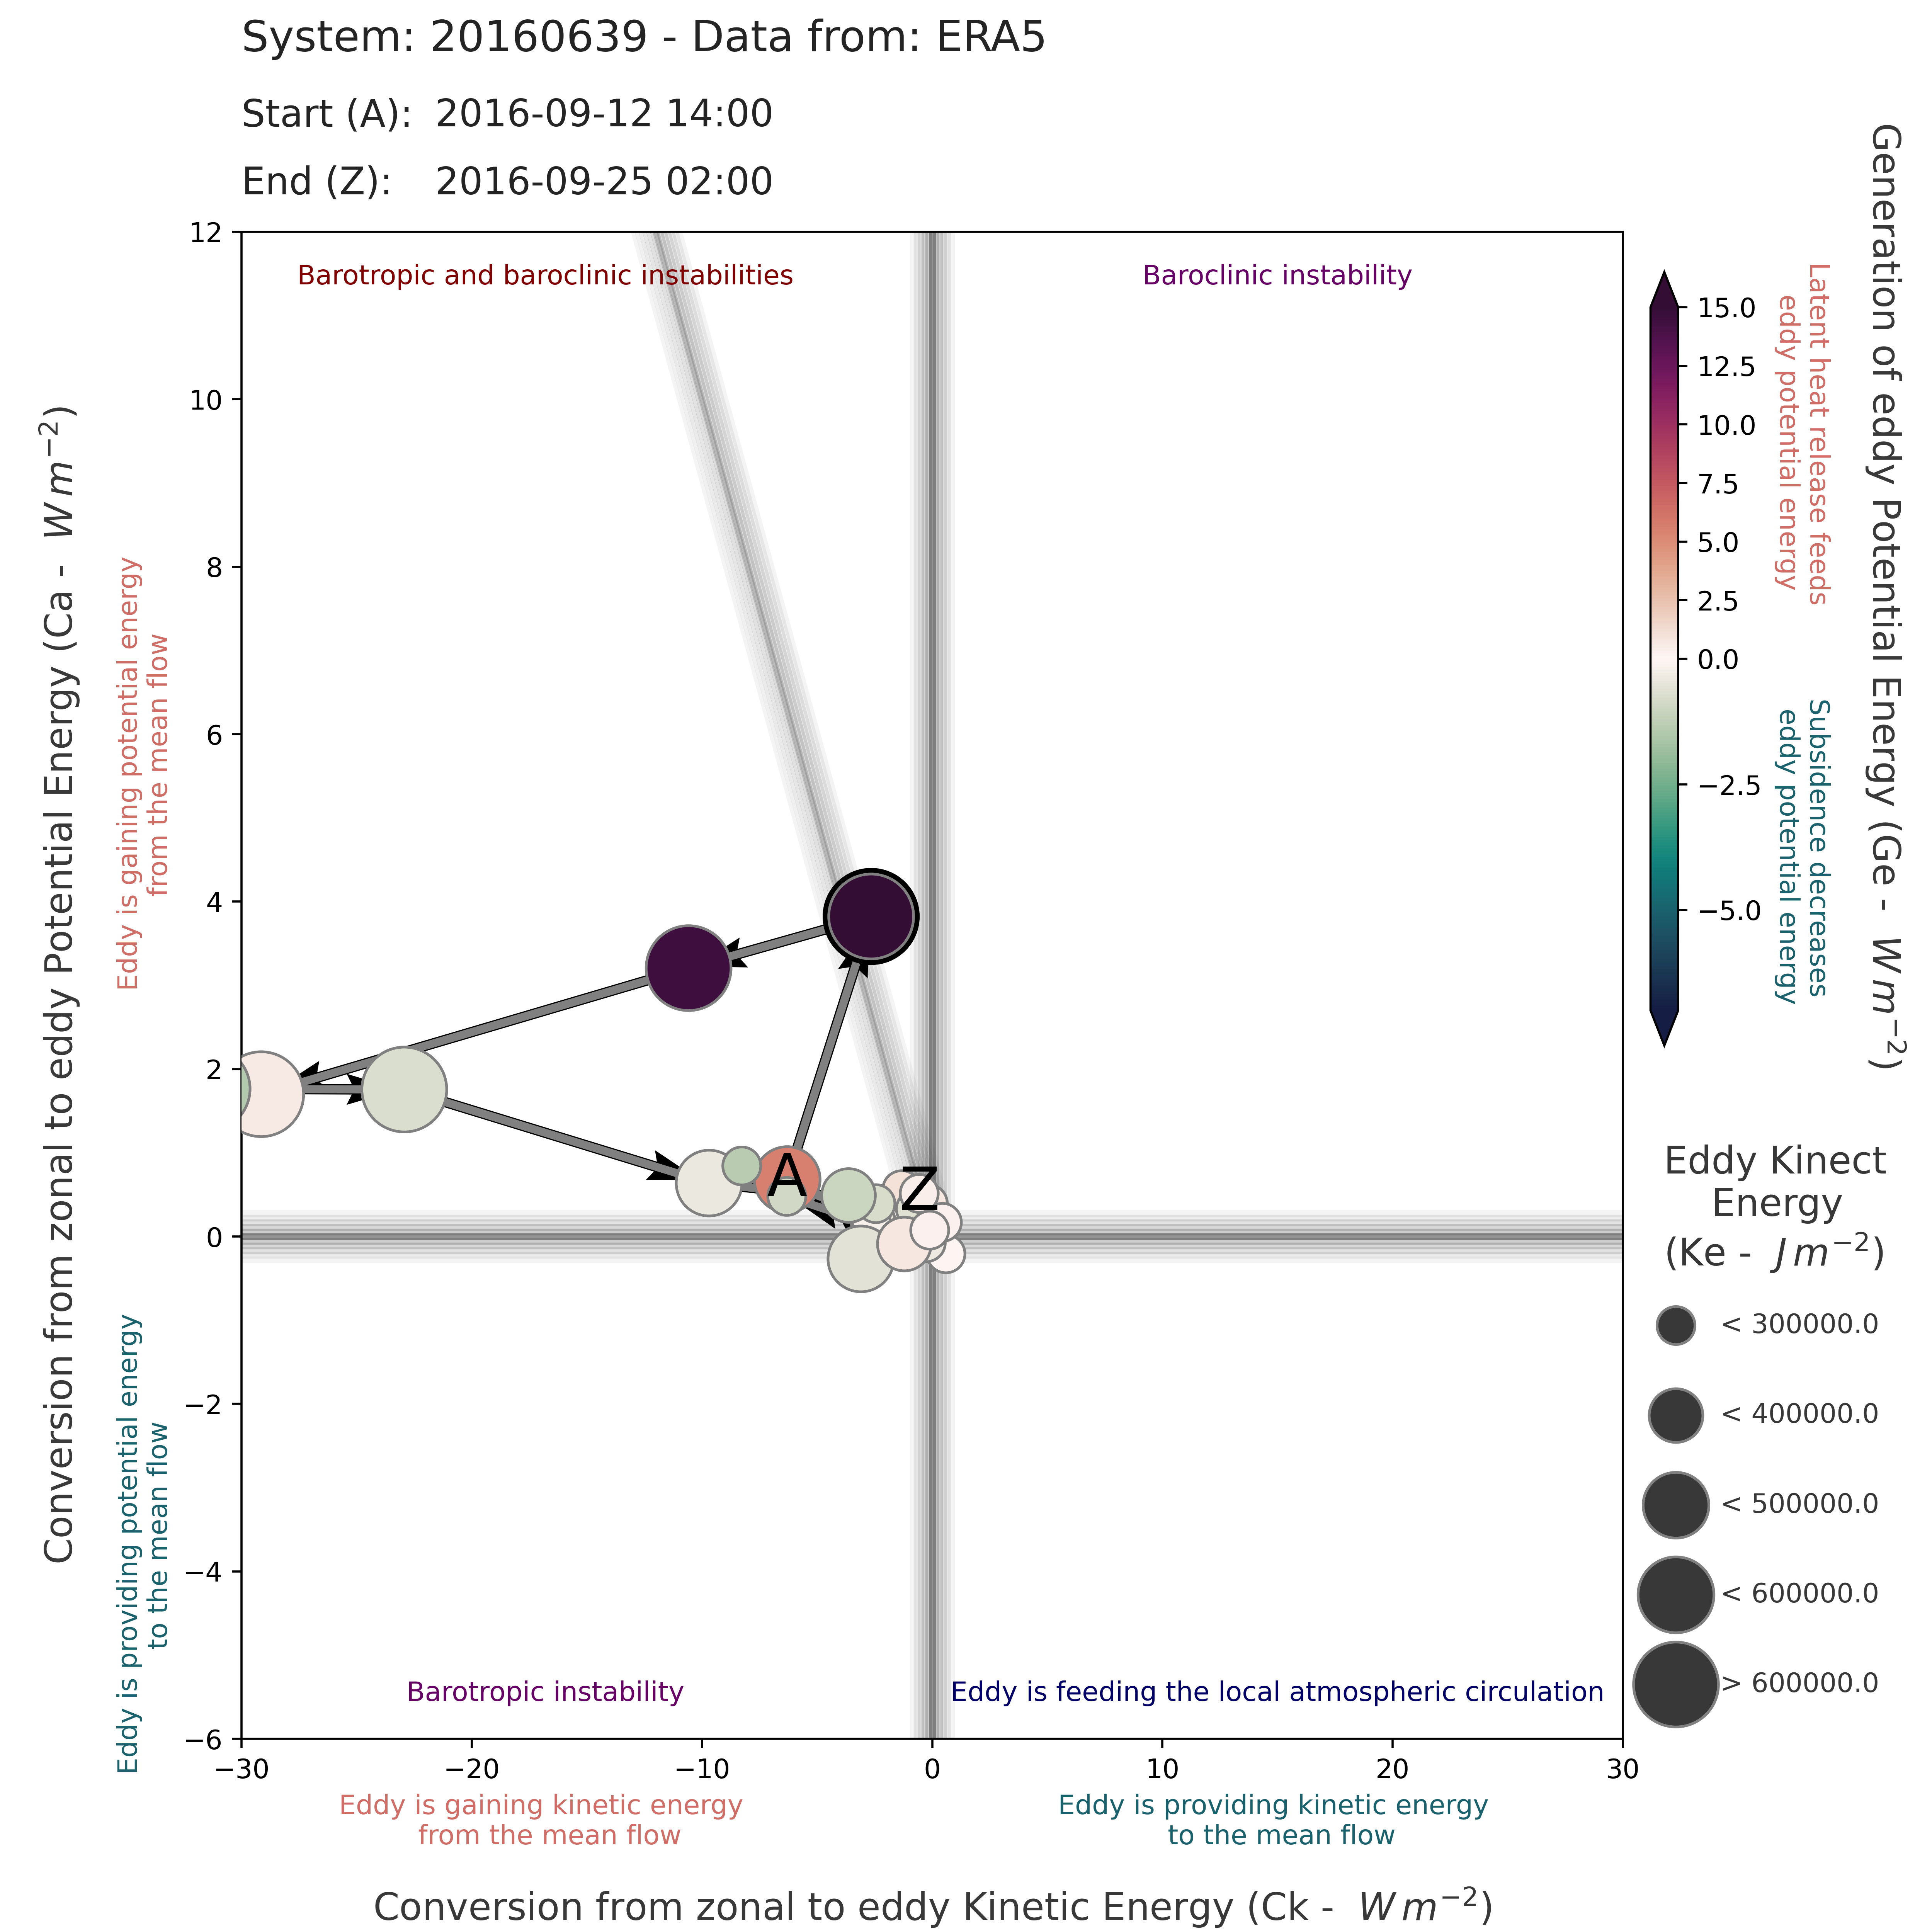 System: 20160639 - Data from: ERA5
Start (A): 2016-09-12 14:00
End (Z): 2016-09-25 02:00
Barotropic and baroclinic instabilities
Baroclinic instability
Barotropic instability
Eddy is feeding the local atmospheric circulation
A
Z
12
10
8
6
4
2
0
−2
−4
−6
−30
−20
−10
0
10
20
30
Conversion from zonal to eddy Potential Energy (Ca - W m⁻²)
Eddy is gaining potential energy
from the mean flow
Eddy is providing potential energy
to the mean flow
Eddy is gaining kinetic energy
from the mean flow
Eddy is providing kinetic energy
to the mean flow
Conversion from zonal to eddy Kinetic Energy (Ck - W m⁻²)
15.0
12.5
10.0
7.5
5.0
2.5
0.0
−2.5
−5.0
Latent heat release feeds
eddy potential energy
Subsidence decreases
eddy potential energy
Generation of eddy Potential Energy (Ge - W m⁻²)
Eddy Kinect
Energy
(Ke - J m⁻²)
< 300000.0
< 400000.0
< 500000.0
< 600000.0
> 600000.0